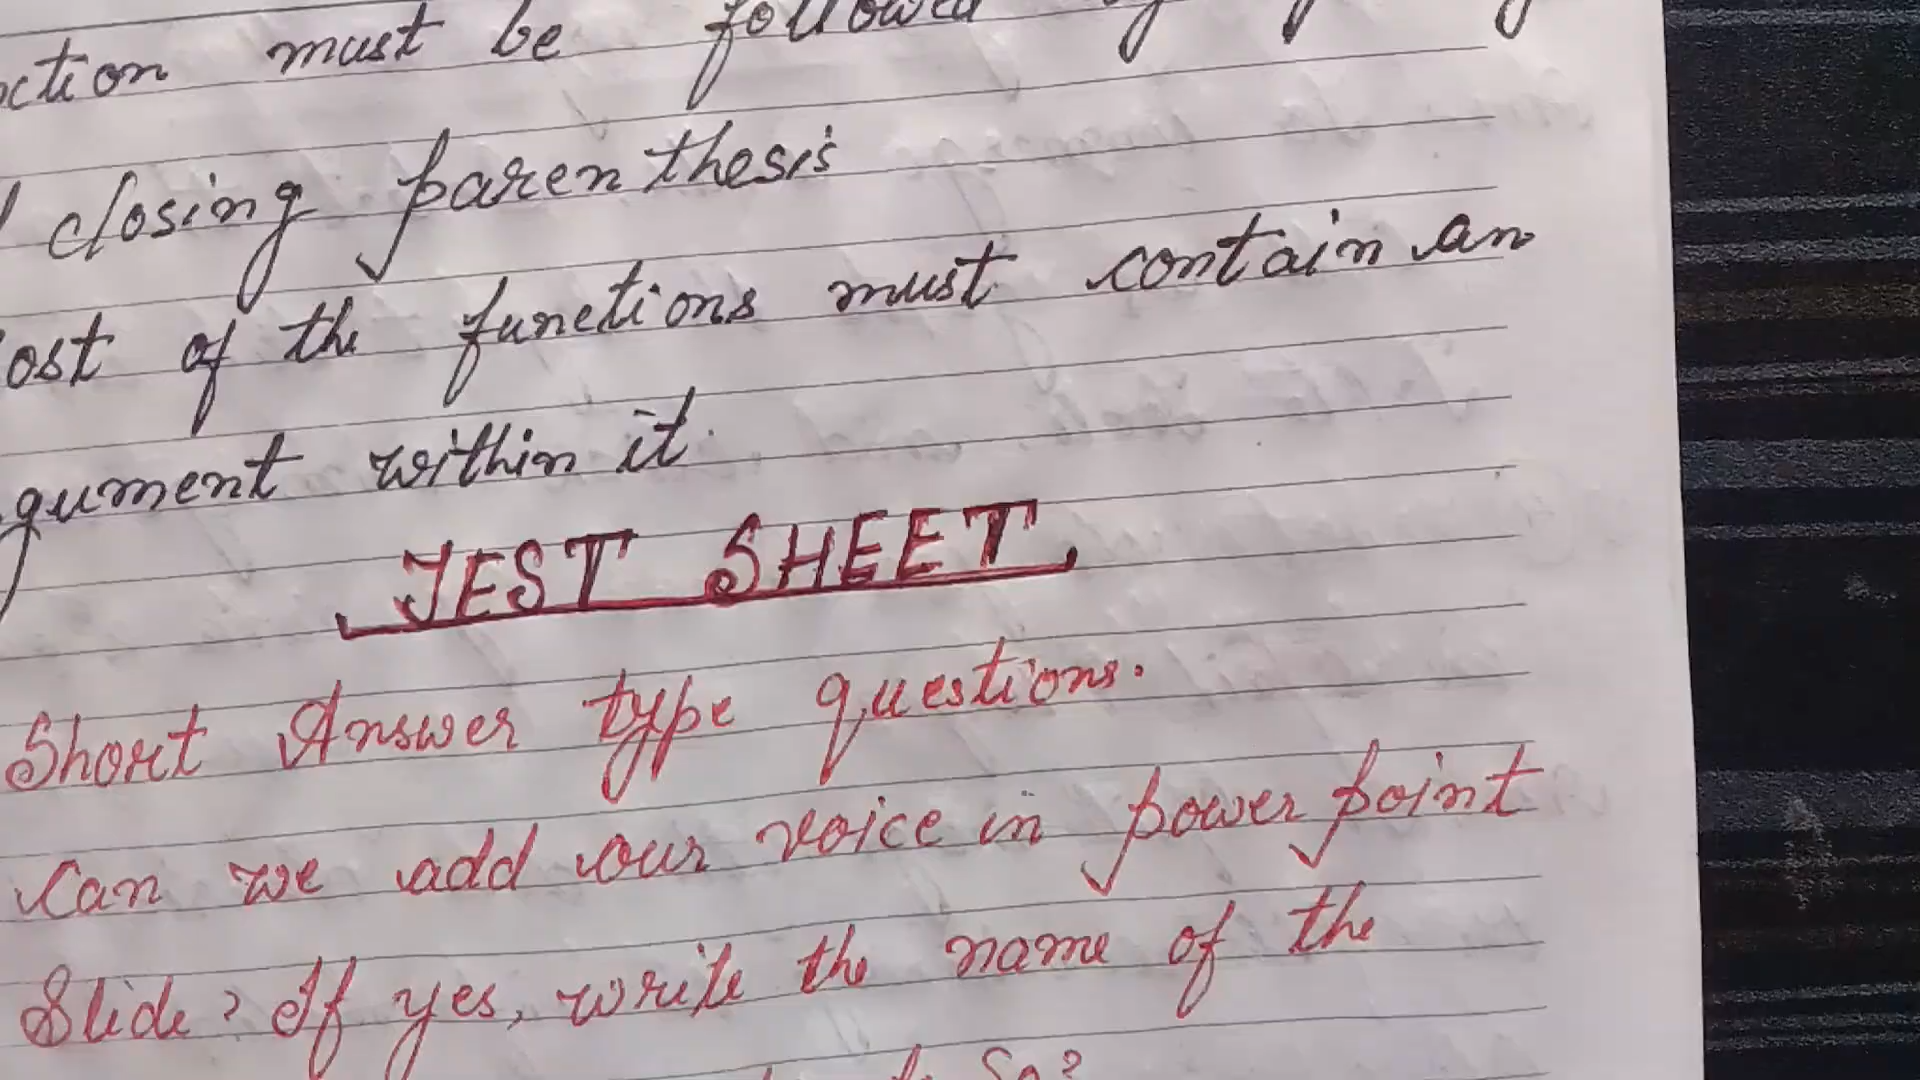 ction must be followed
closing parenthesis
ost of the functions must contain an
gument within it.
TEST SHEET
Short Answer type questions.
Can we add our voice in power point
Slide? If yes, write the name of the
So?